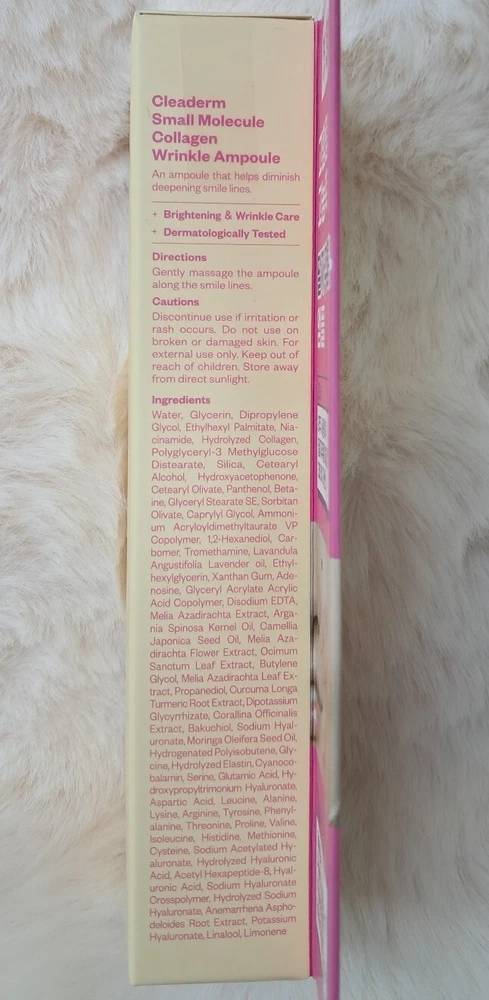 Cleaderm
Small Molecule
Collagen
Wrinkle Ampoule
An ampoule that helps diminish
deepening smile lines.
+ Brightening & Wrinkle Care
+ Dermatologically Tested
Directions
Gently massage the ampoule
along the smile lines.
Cautions
Discontinue use if irritation or
rash occurs. Do not use on
broken or damaged skin. For
external use only. Keep out of
reach of children. Store away
from direct sunlight.
Ingredients
Water, Glycerin, Dipropylene
Glycol, Ethylhexyl Palmitate, Nia-
cinamide, Hydrolyzed Collagen,
Polyglyceryl-3 Methylglucose
Distearate, Silica, Cetearyl
Alcohol, Hydroxyacetophenone,
Cetearyl Olivate, Panthenol, Beta-
ine, Glyceryl Stearate SE, Sorbitan
Olivate, Caprylyl Glycol, Ammoni-
um Acryloyldimethyltaurate VP
Copolymer, 1,2-Hexanediol, Car-
bomer, Tromethamine, Lavandula
Angustifolia Lavender oil, Ethyl-
hexylglycerin, Xanthan Gum, Ade-
nosine, Glyceryl Acrylate Acrylic
Acid Copolymer, Disodium EDTA,
Melia Azadirachta Extract, Arga-
nia Spinosa Kernel Oil, Camellia
Japonica Seed Oil, Melia Aza-
dirachta Flower Extract, Ocimum
Sanctum Leaf Extract, Butylene
Glycol, Melia Azadirachta Leaf Ex-
tract, Propanediol, Curcuma Longa
Turmeric Root Extract, Dipotassium
Glycyrrhizate, Corallina Officinalis
Extract, Bakuchiol, Sodium Hyal-
uronate, Moringa Oleifera Seed Oil,
Hydrogenated Polyisobutene, Gly-
cine, Hydrolyzed Elastin, Cyanoco-
balamin, Serine, Glutamic Acid, Hy-
droxypropyltrimonium Hyaluronate,
Aspartic Acid, Leucine, Alanine,
Lysine, Arginine, Tyrosine, Phenyl-
alanine, Threonine, Proline, Valine,
Isoleucine, Histidine, Methionine,
Cysteine, Sodium Acetylated Hy-
aluronate, Hydrolyzed Hyaluronic
Acid, Acetyl Hexapeptide-8, Hyal-
uronic Acid, Sodium Hyaluronate
Crosspolymer, Hydrolyzed Sodium
Hyaluronate, Anemarrhena Aspho-
deloides Root Extract, Potassium
Hyaluronate, Linalool, Limonene